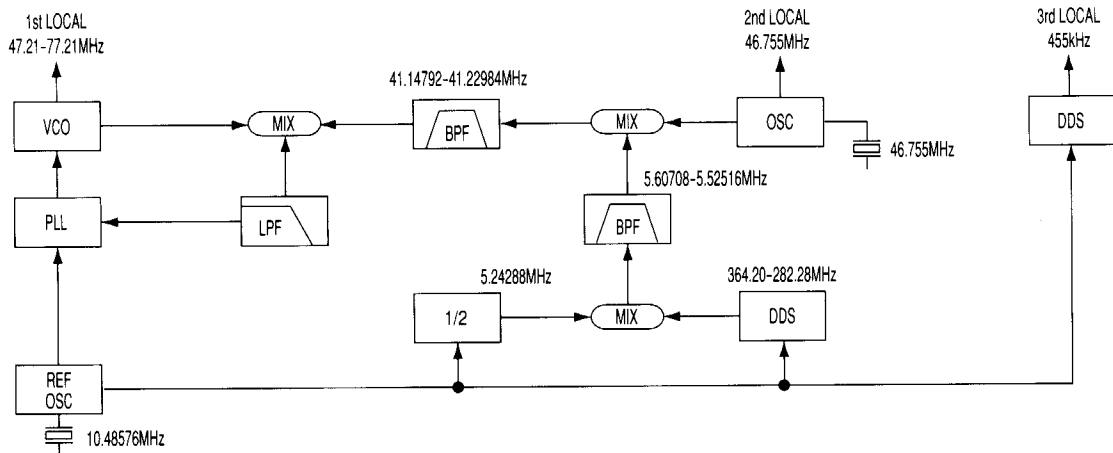 1st LOCAL
47.21-77.21MHz
2nd LOCAL
46.755MHz
3rd LOCAL
455kHz
41.14792-41.22984MHz
VCO
MIX
BPF
MIX
OSC
DDS
46.755MHz
5.60708-5.52516MHz
PLL
LPF
BPF
5.24288MHz
364.20-282.28MHz
1/2
MIX
DDS
REF
OSC
10.48576MHz